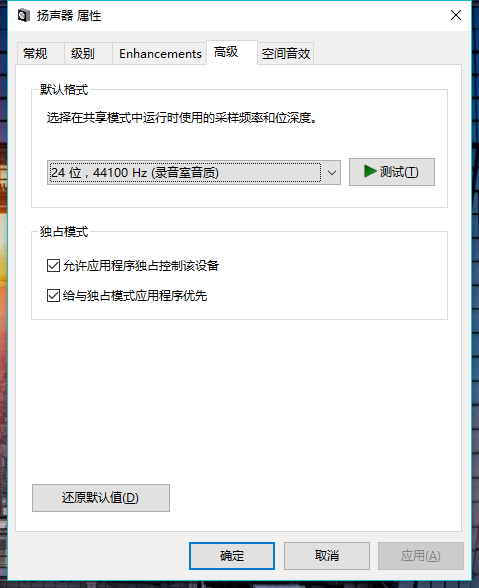 扬声器 属性
常规
级别
Enhancements
高级
空间音效
默认格式
选择在共享模式中运行时使用的采样频率和位深度。
24 位，44100 Hz (录音室音质)
测试(T)
独占模式
允许应用程序独占控制该设备
给与独占模式应用程序优先
还原默认值(D)
确定
取消
应用(A)